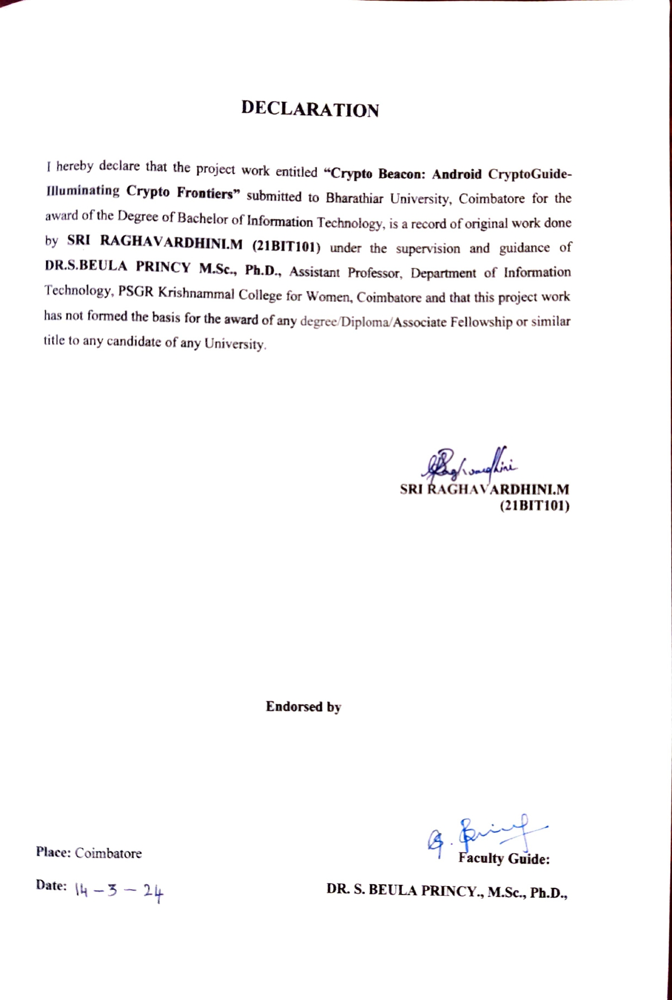 DECLARATION
I hereby declare that the project work entitled “Crypto Beacon: Android CryptoGuide-
Illuminating Crypto Frontiers” submitted to Bharathiar University, Coimbatore for the
award of the Degree of Bachelor of Information Technology, is a record of original work done
by SRI RAGHAVARDHINI.M (21BIT101) under the supervision and guidance of
DR.S.BEULA PRINCY M.Sc., Ph.D., Assistant Professor, Department of Information
Technology, PSGR Krishnammal College for Women, Coimbatore and that this project work
has not formed the basis for the award of any degree/Diploma/Associate Fellowship or similar
title to any candidate of any University.
SRI RAGHAVARDHINI.M
(21BIT101)
Endorsed by
Place: Coimbatore
Faculty Guide:
Date: 14-3-24
DR. S. BEULA PRINCY., M.Sc., Ph.D.,